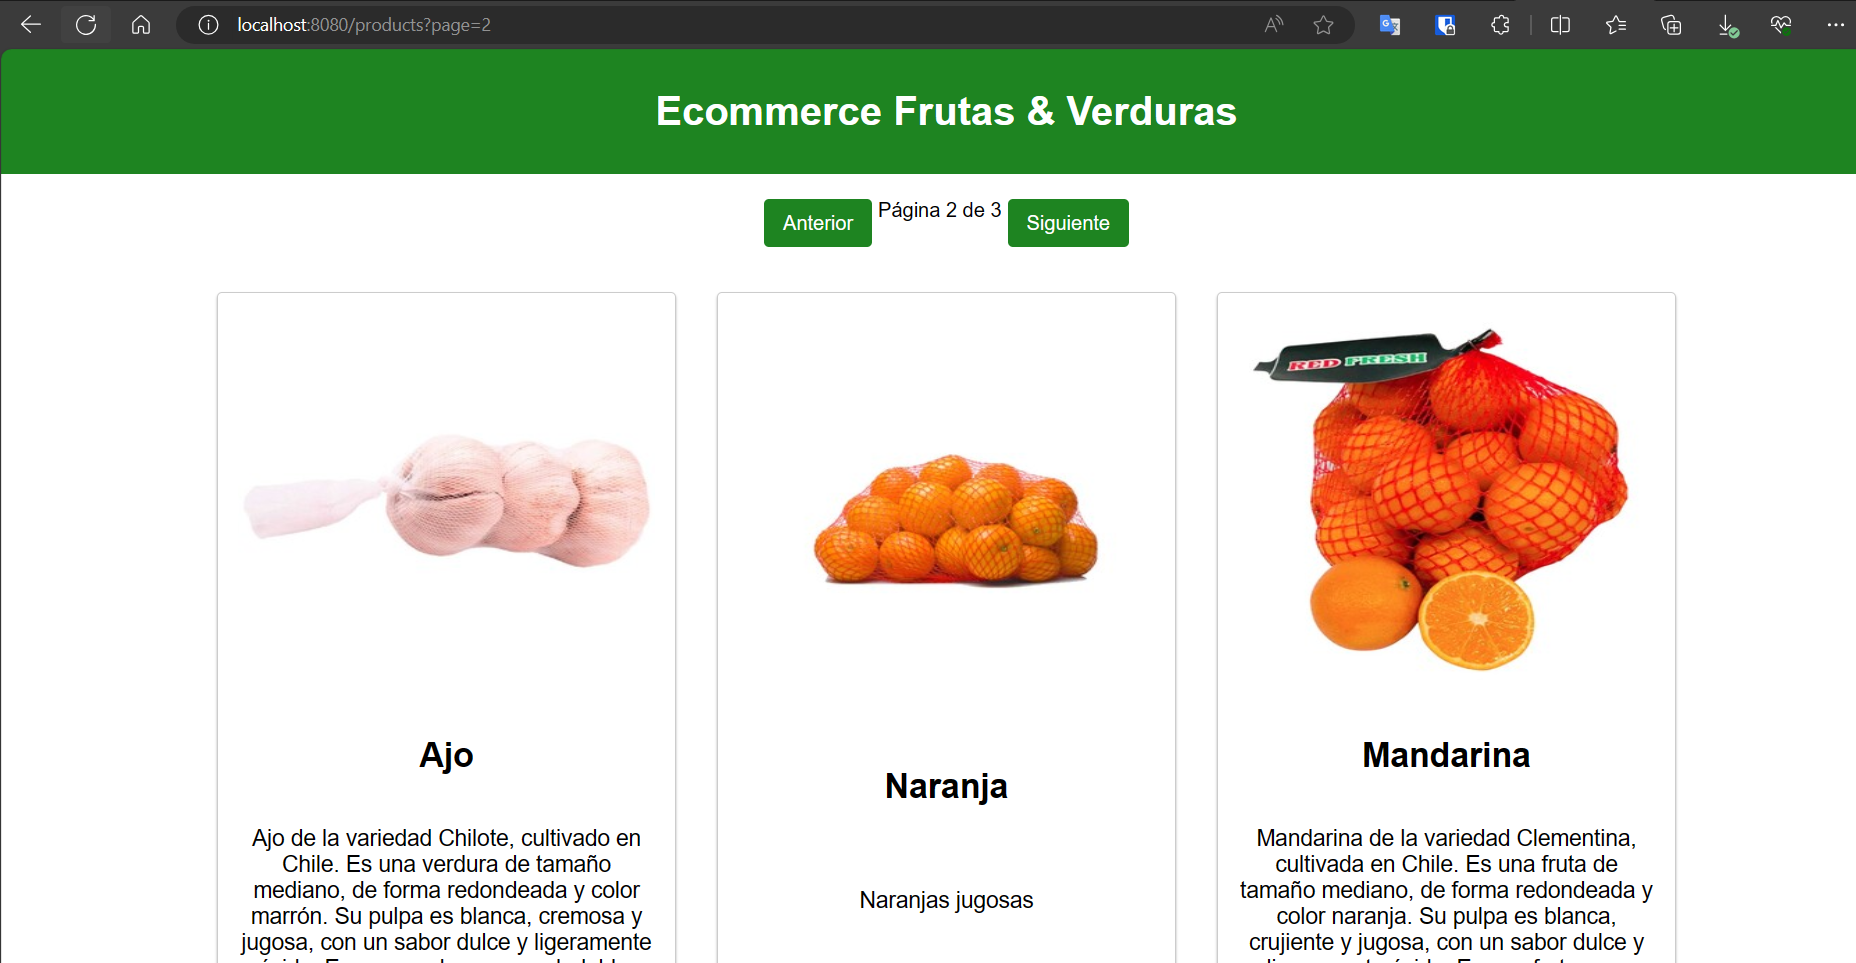 localhost:8080/products?page=2
Ecommerce Frutas & Verduras
Anterior
Página 2 de 3
Siguiente
RED FRESH
Ajo
Naranja
Mandarina
Ajo de la variedad Chilote, cultivado en
Chile. Es una verdura de tamaño
mediano, de forma redondeada y color
marrón. Su pulpa es blanca, cremosa y
jugosa, con un sabor dulce y ligeramente
Naranjas jugosas
Mandarina de la variedad Clementina,
cultivada en Chile. Es una fruta de
tamaño mediano, de forma redondeada y
color naranja. Su pulpa es blanca,
crujiente y jugosa, con un sabor dulce y